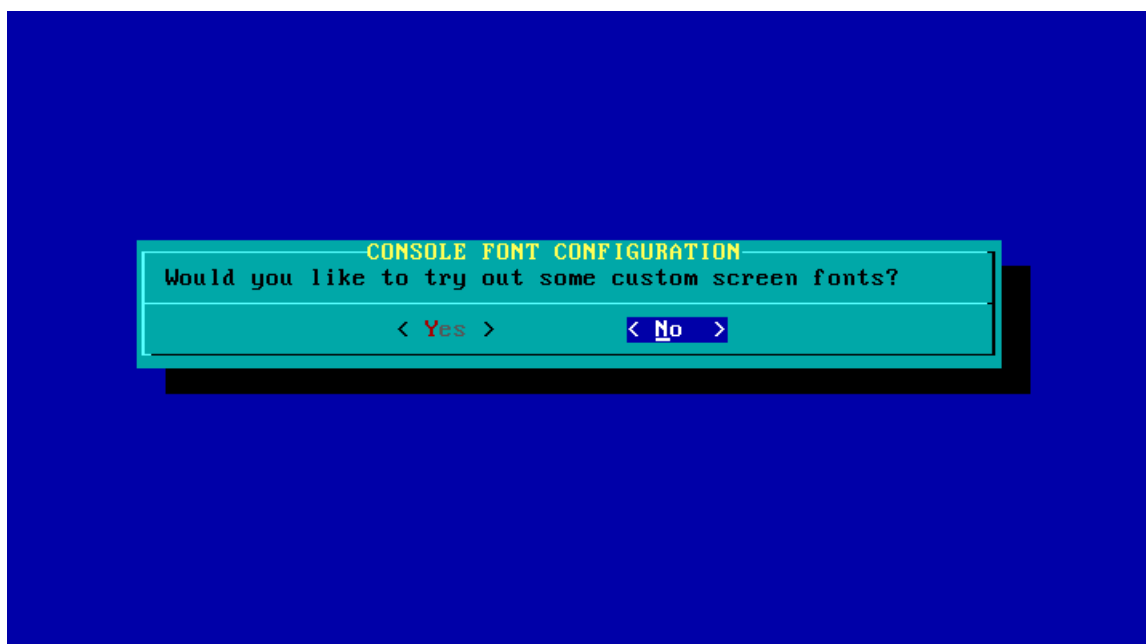 CONSOLE FONT CONFIGURATION
Would you like to try out some custom screen fonts?
< Yes > < No >